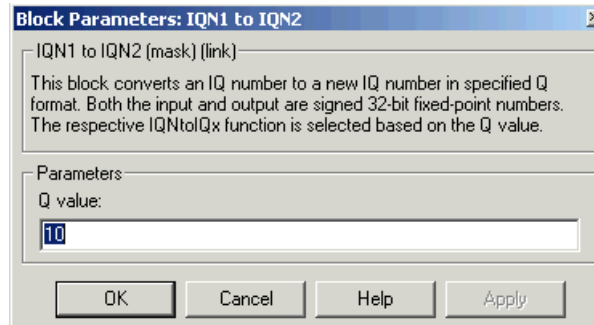 Block Parameters: IQN1 to IQN2
IQN1 to IQN2 (mask) (link)
This block converts an IQ number to a new IQ number in specified Q
format. Both the input and output are signed 32-bit fixed-point numbers.
The respective IQNtoIQx function is selected based on the Q value.
Parameters
Q value:
10
OK Cancel Help Apply